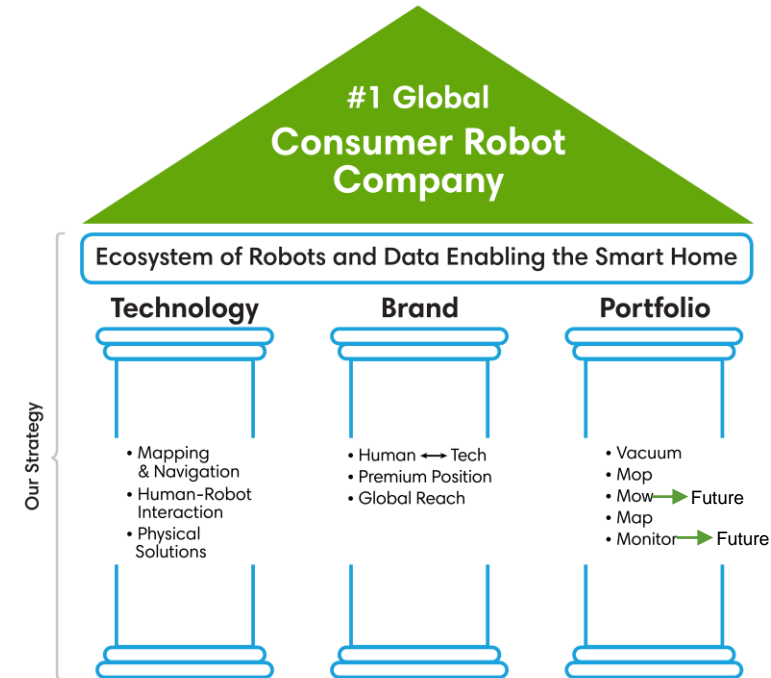 #1 Global
Consumer Robot
Company
Ecosystem of Robots and Data Enabling the Smart Home
Our Strategy
Technology
• Mapping
& Navigation
• Human-Robot
Interaction
• Physical
Solutions
Brand
• Human ↔ Tech
• Premium Position
• Global Reach
Portfolio
• Vacuum
• Mop
• Mow → Future
• Map
• Monitor → Future